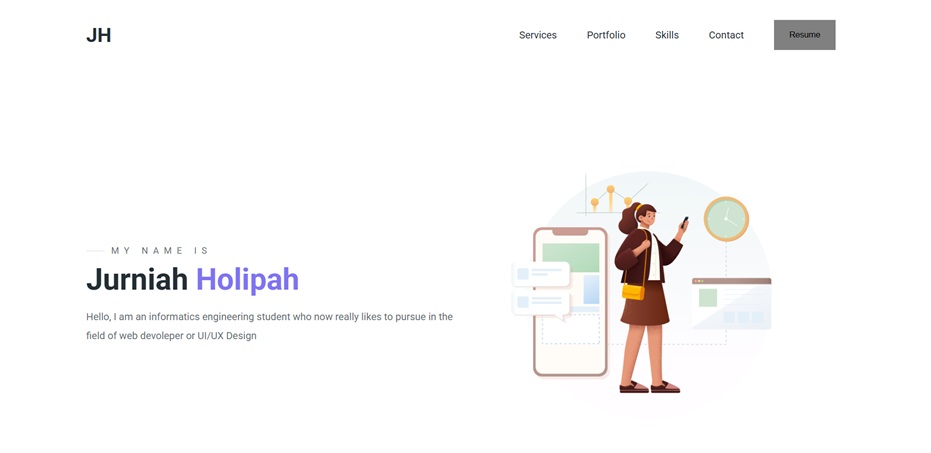 JH
Services Portfolio Skills Contact Resume
MY NAME IS
Jurniah Holipah
Hello, I am an informatics engineering student who now really likes to pursue in the
field of web devoleper or UI/UX Design